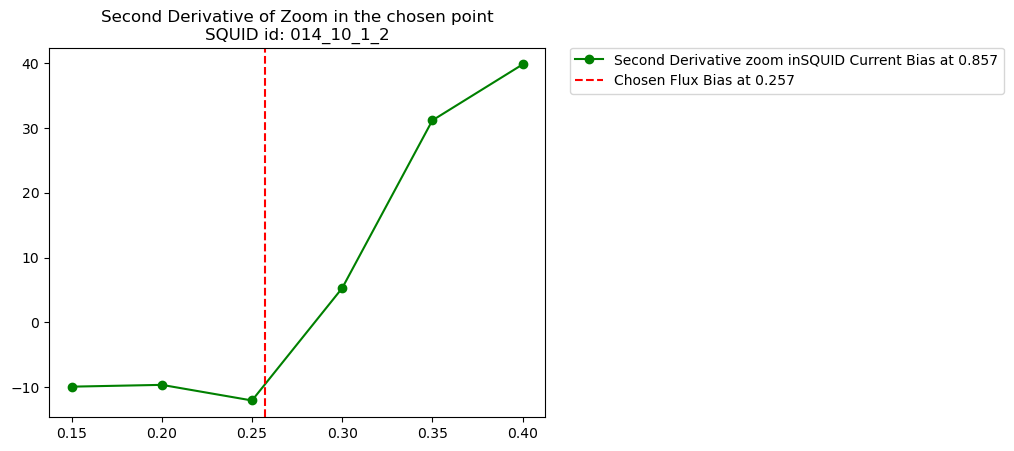 Second Derivative of Zoom in the chosen point
SQUID id: 014_10_1_2
Second Derivative zoom inSQUID Current Bias at 0.857
Chosen Flux Bias at 0.257
40
30
20
10
0
−10
0.15 0.20 0.25 0.30 0.35 0.40